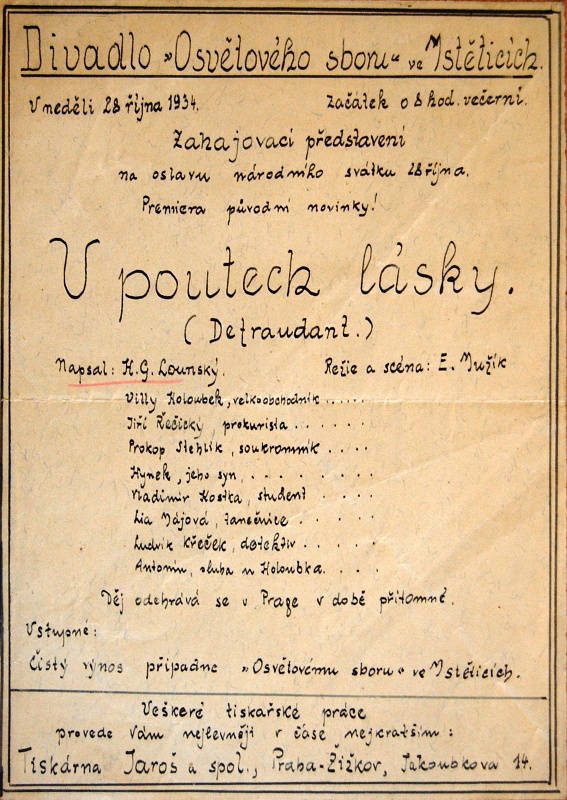 Divadlo „Osvětového sboru“ ve Mstěticích.
V neděli 28 října 1934.
Začátek o 8 hod. večerní.
Zahajovací představení
na oslavu národního svátku 28 října.
Premiera původní novinky!
V poutech lásky.
(Defraudant.)
Napsal: H. G. Lounský
Režie a scéna: E. Mužík
Villy Holoubek, velkoobchodník .....
Jiří Řečický, prokurista .....
Prokop Stehlík, soukromník ....
Hynek, jeho syn, ......
Vladimír Kostka, student ....
Lia Májová, tanečnice .....
Ludvík Křeček, detektiv .....
Antonín, sluha u Holoubka. ....
Děj odehrává se v Praze v době přítomné.
Vstupné:
Čistý výnos připadne „Osvětovému sboru“ ve Mstěticích.
Veškeré tiskařské práce
provede Vám nejlevněji v čase nejkratším:
Tiskárna Jaroš a spol., Praha-Žižkov, Jakoubkova 14.